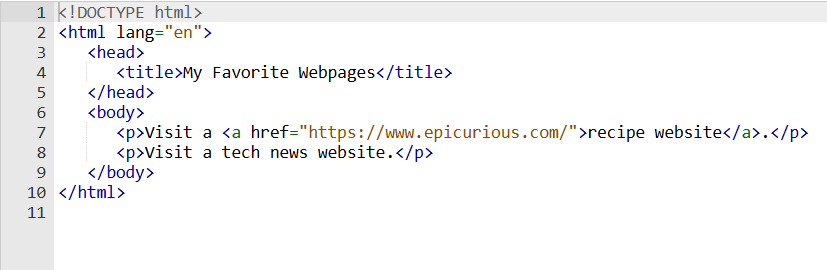 1 <!DOCTYPE html>
2 <html lang="en">
3 <head>
4 <title>My Favorite Webpages</title>
5 </head>
6 <body>
7 <p>Visit a <a href="https://www.epicurious.com/">recipe website</a>.</p>
8 <p>Visit a tech news website.</p>
9 </body>
10 </html>
11